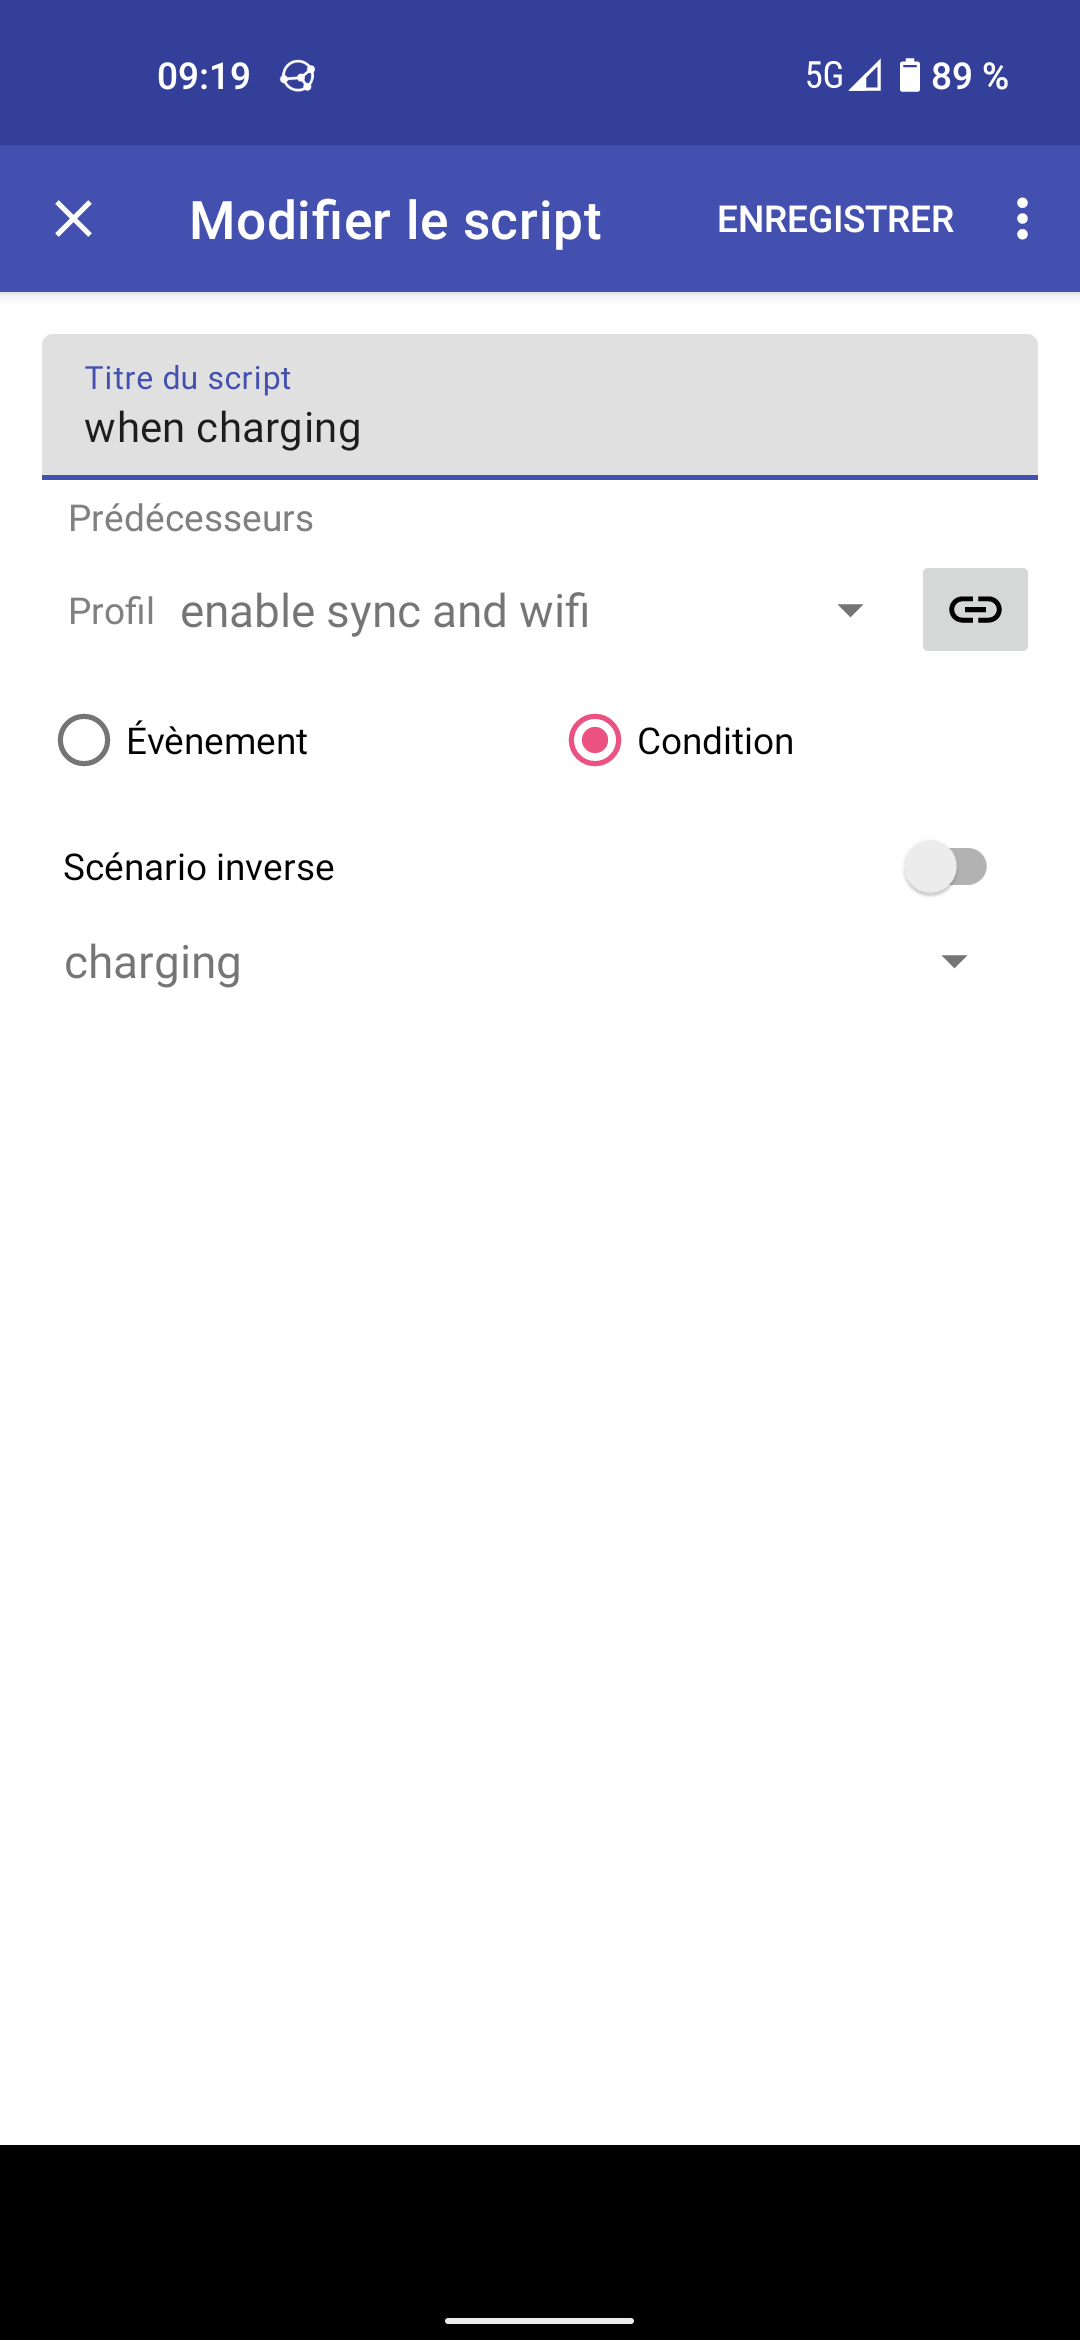 09:19 5G 89 %
Modifier le script ENREGISTRER
Titre du script
when charging
Prédécesseurs
Profil enable sync and wifi
Évènement Condition
Scénario inverse
charging